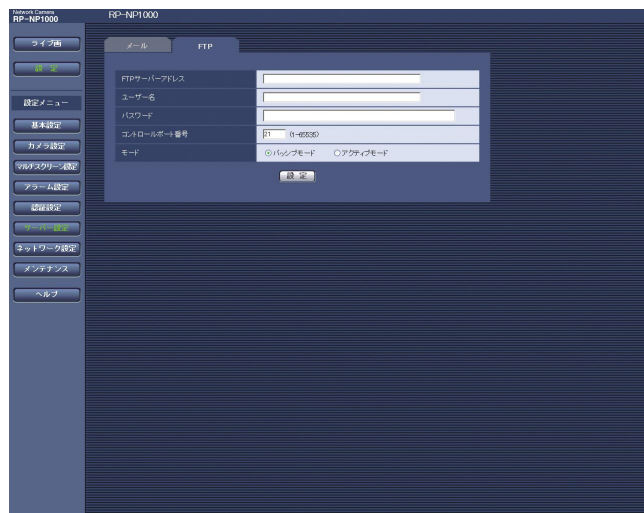 Network Camera
RP-NP1000
RP-NP1000
ライブ画
設 定
設定メニュー
基本設定
カメラ設定
マルチスクリーン設定
アラーム設定
認証設定
サーバー設定
ネットワーク設定
メンテナンス
ヘルプ
メール
FTP
FTPサーバーアドレス
ユーザー名
パスワード
コントロールポート番号
21
(1-65535)
モード
パッシブモード
アクティブモード
設 定